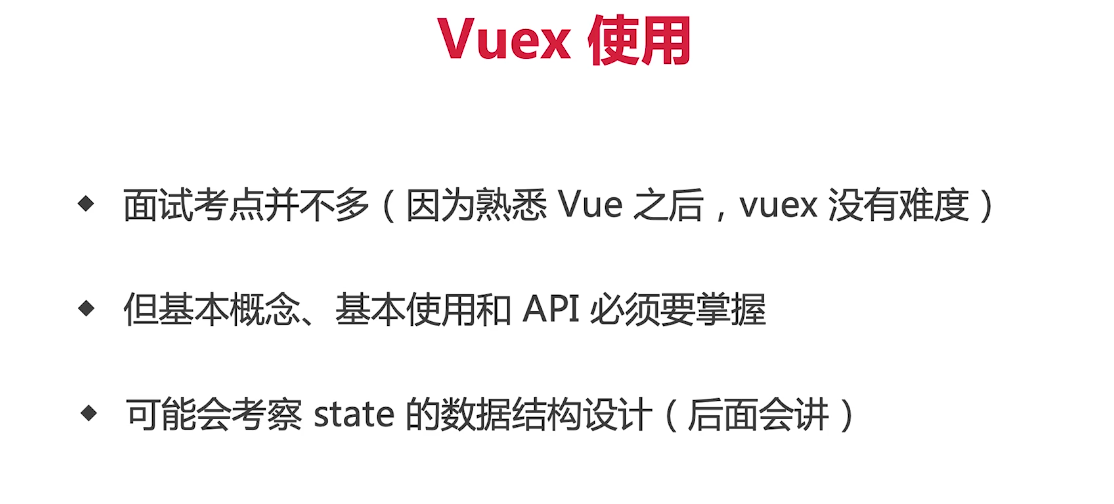 Vuex 使用
◆ 面试考点并不多（因为熟悉 Vue 之后，vuex 没有难度）
◆ 但基本概念、基本使用和 API 必须要掌握
◆ 可能会考察 state 的数据结构设计（后面会讲）